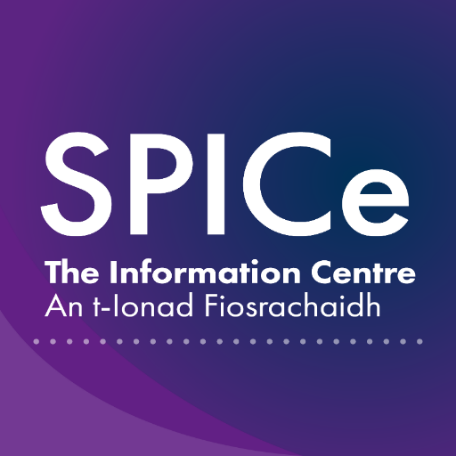 SPICe
The Information Centre
An t-Ionad Fiosrachaidh